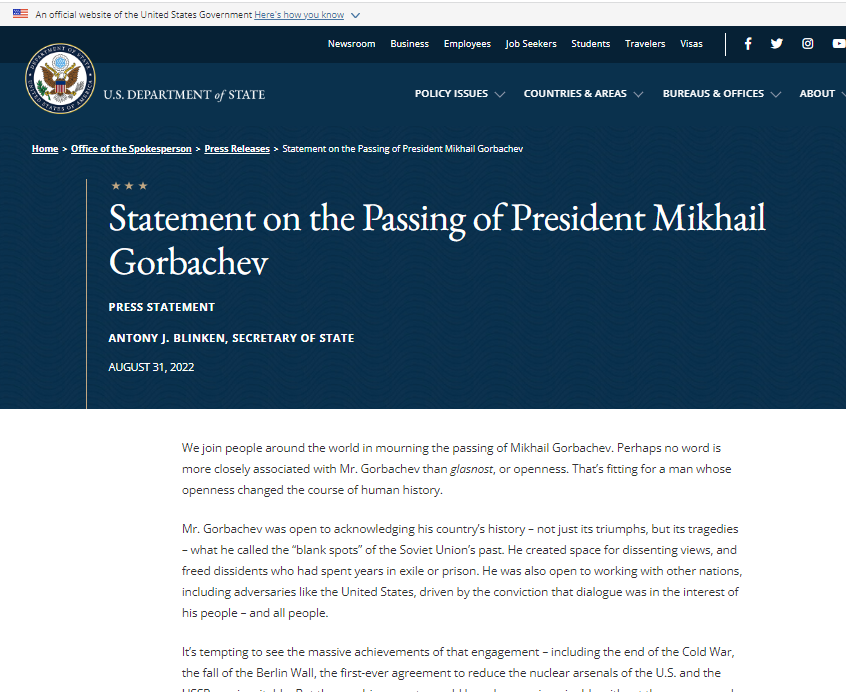 An official website of the United States Government Here's how you know
Newsroom Business Employees Job Seekers Students Travelers Visas
U.S. DEPARTMENT of STATE
POLICY ISSUES COUNTRIES & AREAS BUREAUS & OFFICES ABOUT
Home > Office of the Spokesperson > Press Releases > Statement on the Passing of President Mikhail Gorbachev
Statement on the Passing of President Mikhail
Gorbachev
PRESS STATEMENT
ANTONY J. BLINKEN, SECRETARY OF STATE
AUGUST 31, 2022
We join people around the world in mourning the passing of Mikhail Gorbachev. Perhaps no word is
more closely associated with Mr. Gorbachev than glasnost, or openness. That's fitting for a man whose
openness changed the course of human history.
Mr. Gorbachev was open to acknowledging his country's history – not just its triumphs, but its tragedies
– what he called the “blank spots” of the Soviet Union's past. He created space for dissenting views, and
freed dissidents who had spent years in exile or prison. He was also open to working with other nations,
including adversaries like the United States, driven by the conviction that dialogue was in the interest of
his people – and all people.
It's tempting to see the massive achievements of that engagement – including the end of the Cold War,
the fall of the Berlin Wall, the first-ever agreement to reduce the nuclear arsenals of the U.S. and the